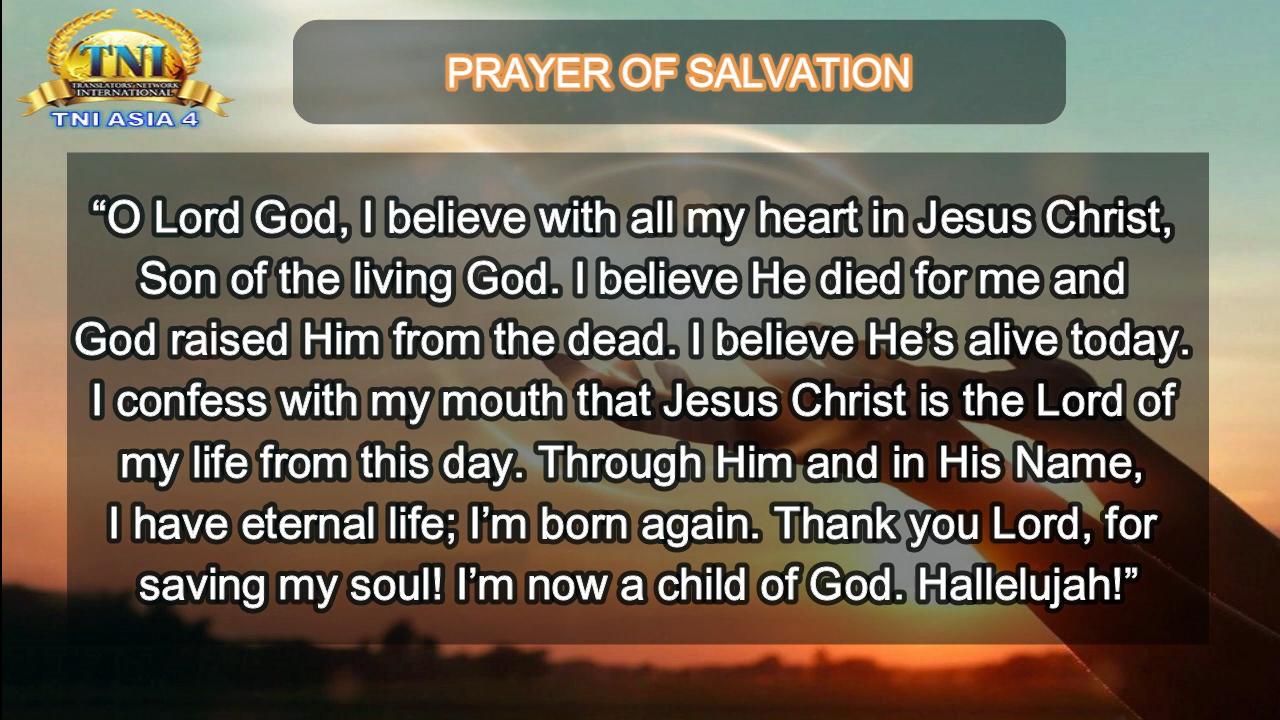 TNI
TRANSLATORS' NETWORK
INTERNATIONAL
TNI ASIA 4
PRAYER OF SALVATION
“O Lord God, I believe with all my heart in Jesus Christ,
Son of the living God. I believe He died for me and
God raised Him from the dead. I believe He’s alive today.
I confess with my mouth that Jesus Christ is the Lord of
my life from this day. Through Him and in His Name,
I have eternal life; I’m born again. Thank you Lord, for
saving my soul! I’m now a child of God. Hallelujah!”